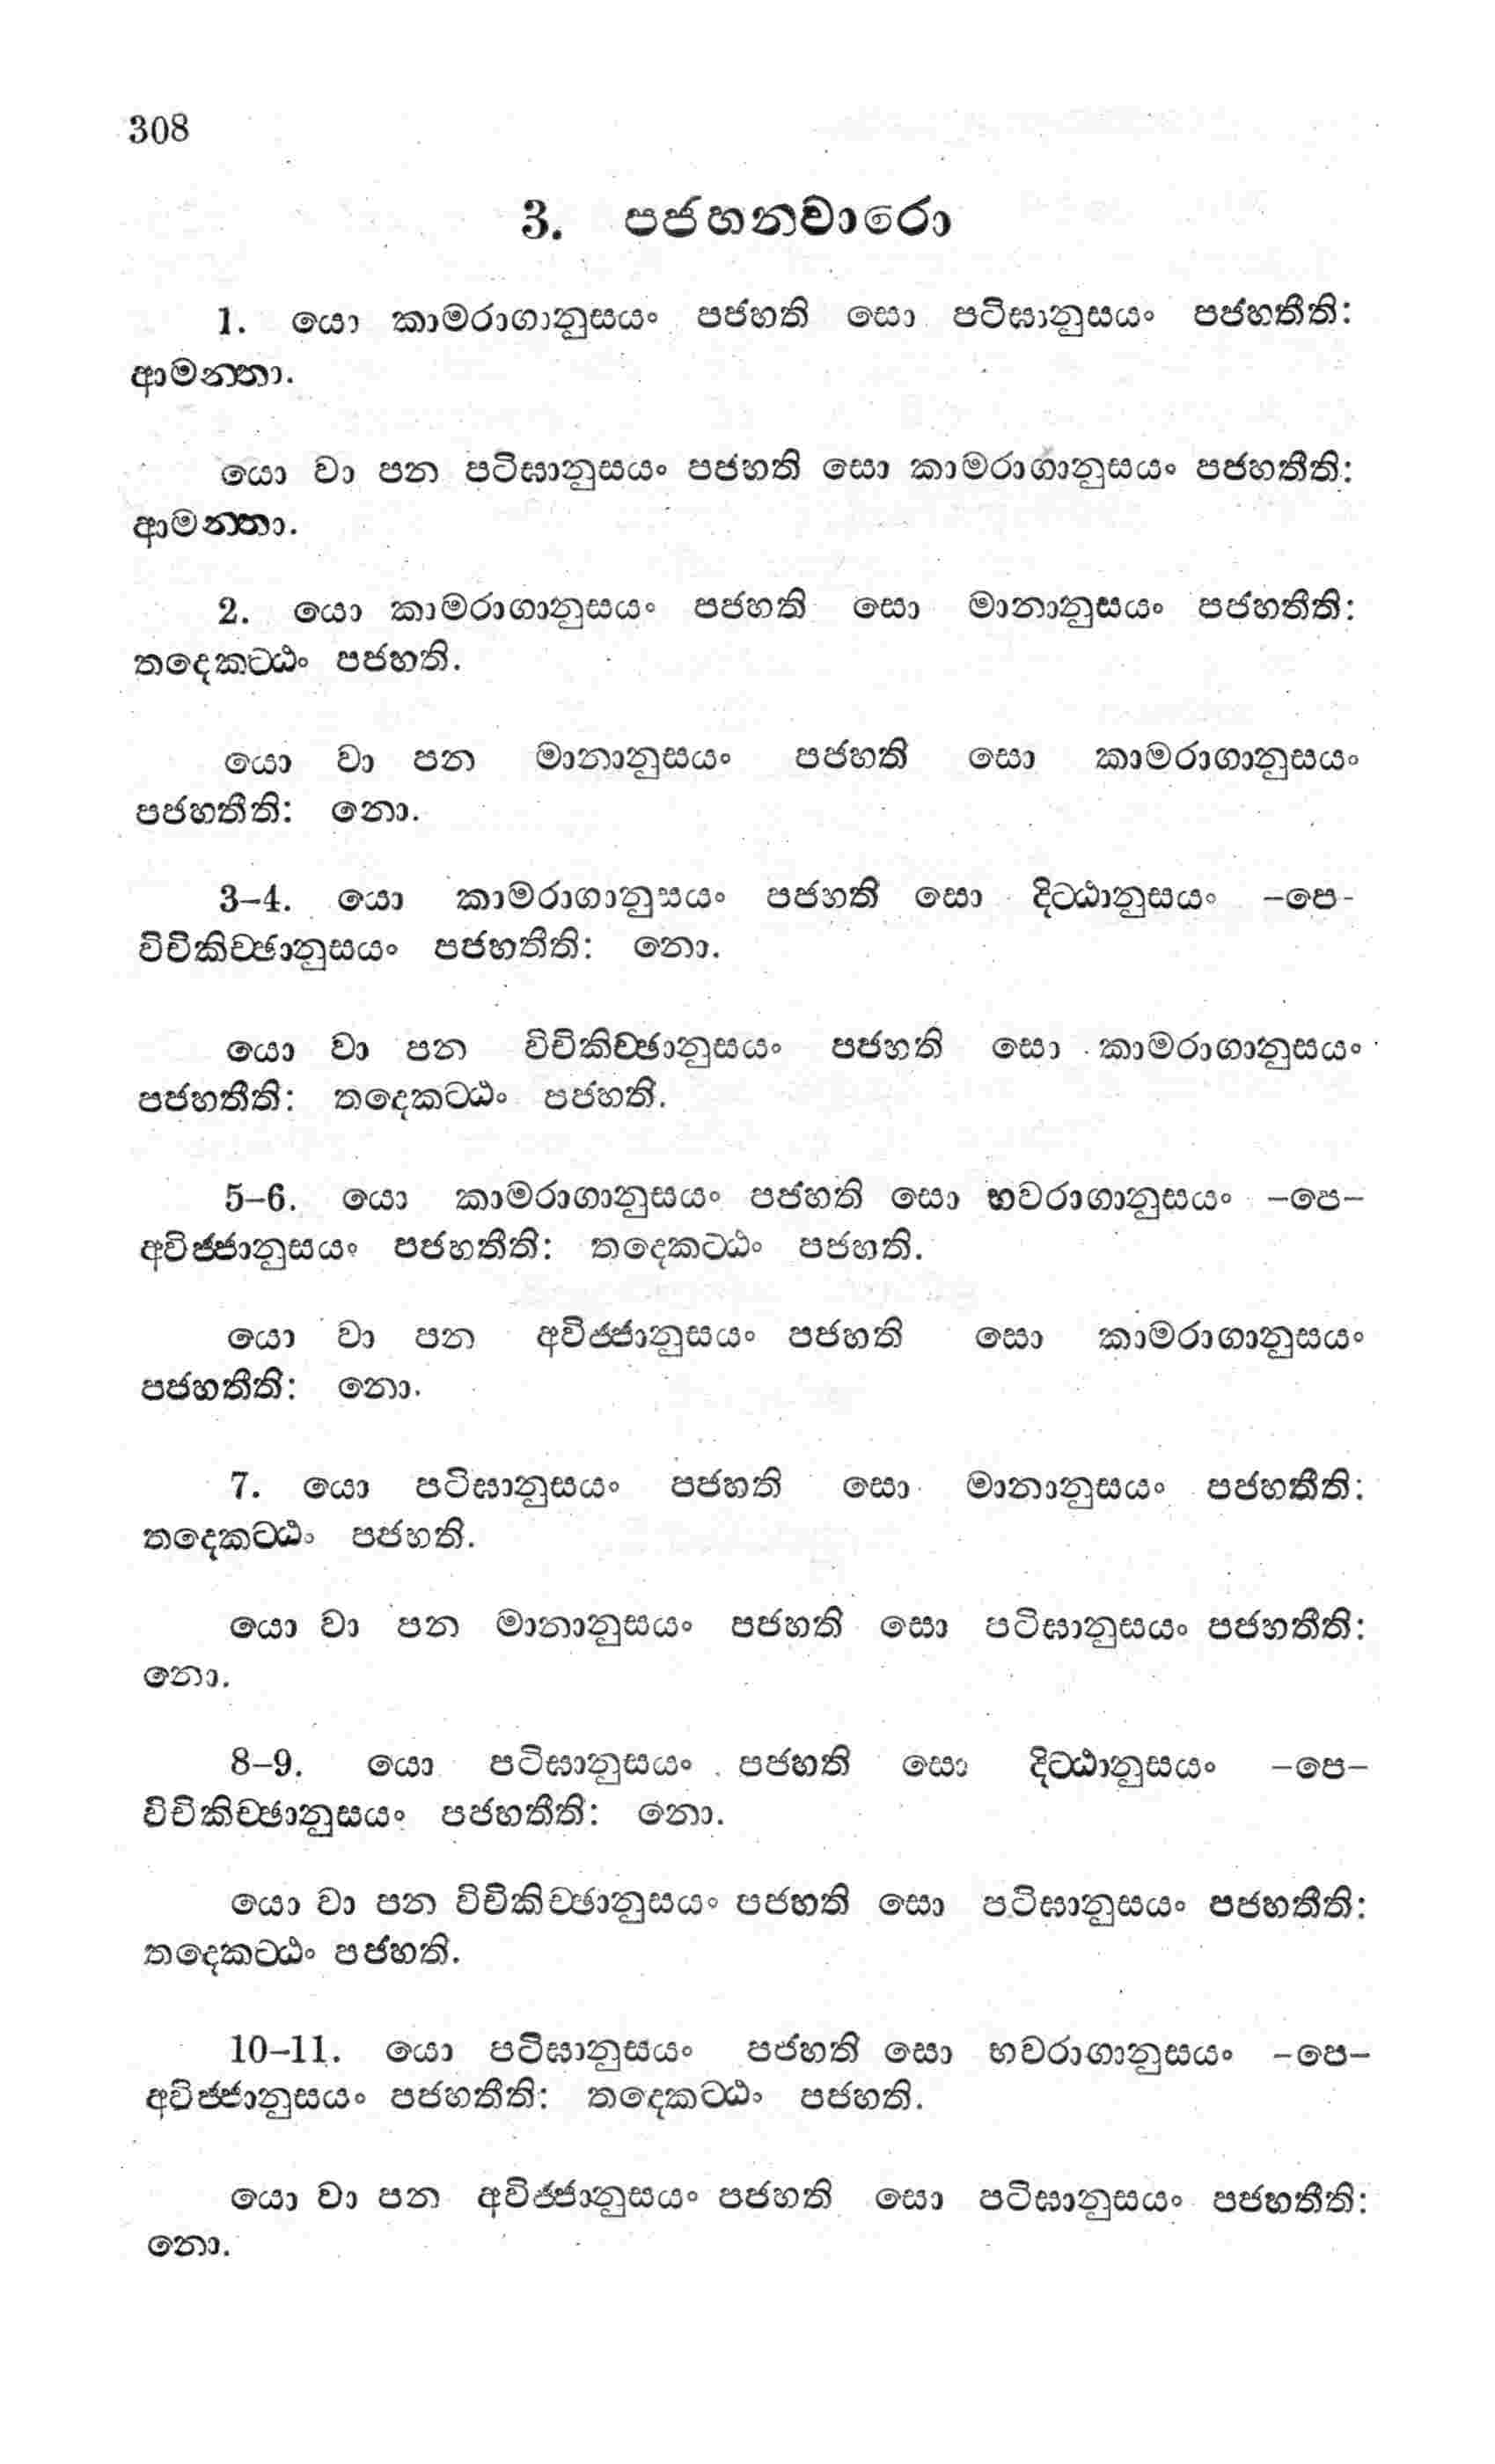 308
3. පජහනවාරො
1. යො කාමරාගානුසයං පජහති සො පටිඝානුසයං පජහතීති:
ආමන්තා.
යො වා පන පටිඝානුසයං පජහති සො කාමරාගානුසයං පජහතීති:
ආමන්තා.
2. යො කාමරාගානුසයං පජහති සො මානානුසයං පජහතීති:
තදෙකට්ඨං පජහති.
යො වා පන මානානුසයං පජහති සො කාමරාගානුසයං
පජහතීති: නො.
3–4. යො කාමරාගානුසයං පජහති සො දිට්ඨානුසයං –පෙ-
විචිකිච්ඡානුසයං පජහතීති: නො.
යො වා පන විචිකිච්ඡානුසයං පජහති සො කාමරාගානුසයං
පජහතීති: තදෙකට්ඨං පජහති.
5–6. යො කාමරාගානුසයං පජහති සො භවරාගානුසයං –පෙ–
අවිජ්ජානුසයං පජහතීති: තදෙකට්ඨං පජහති.
යො වා පන අවිජ්ජානුසයං පජහති සො කාමරාගානුසයං
පජහතීති: නො.
7. යො පටිඝානුසයං පජහති සො මානානුසයං පජහතීති:
තදෙකට්ඨං පජහති.
යො වා පන මානානුසයං පජහති සො පටිඝානුසයං පජහතීති:
නො.
8–9. යො පටිඝානුසයං පජහති සො දිට්ඨානුසයං –පෙ–
විචිකිච්ඡානුසයං පජහතීති: නො.
යො වා පන විචිකිච්ඡානුසයං පජහති සො පටිඝානුසයං පජහතීති:
තදෙකට්ඨං පජහති.
10–11. යො පටිඝානුසයං පජහති සො භවරාගානුසයං –පෙ–
අවිජ්ජානුසයං පජහතීති: තදෙකට්ඨං පජහති.
යො වා පන අවිජ්ජානුසයං පජහති සො පටිඝානුසයං පජහතීති:
නො.